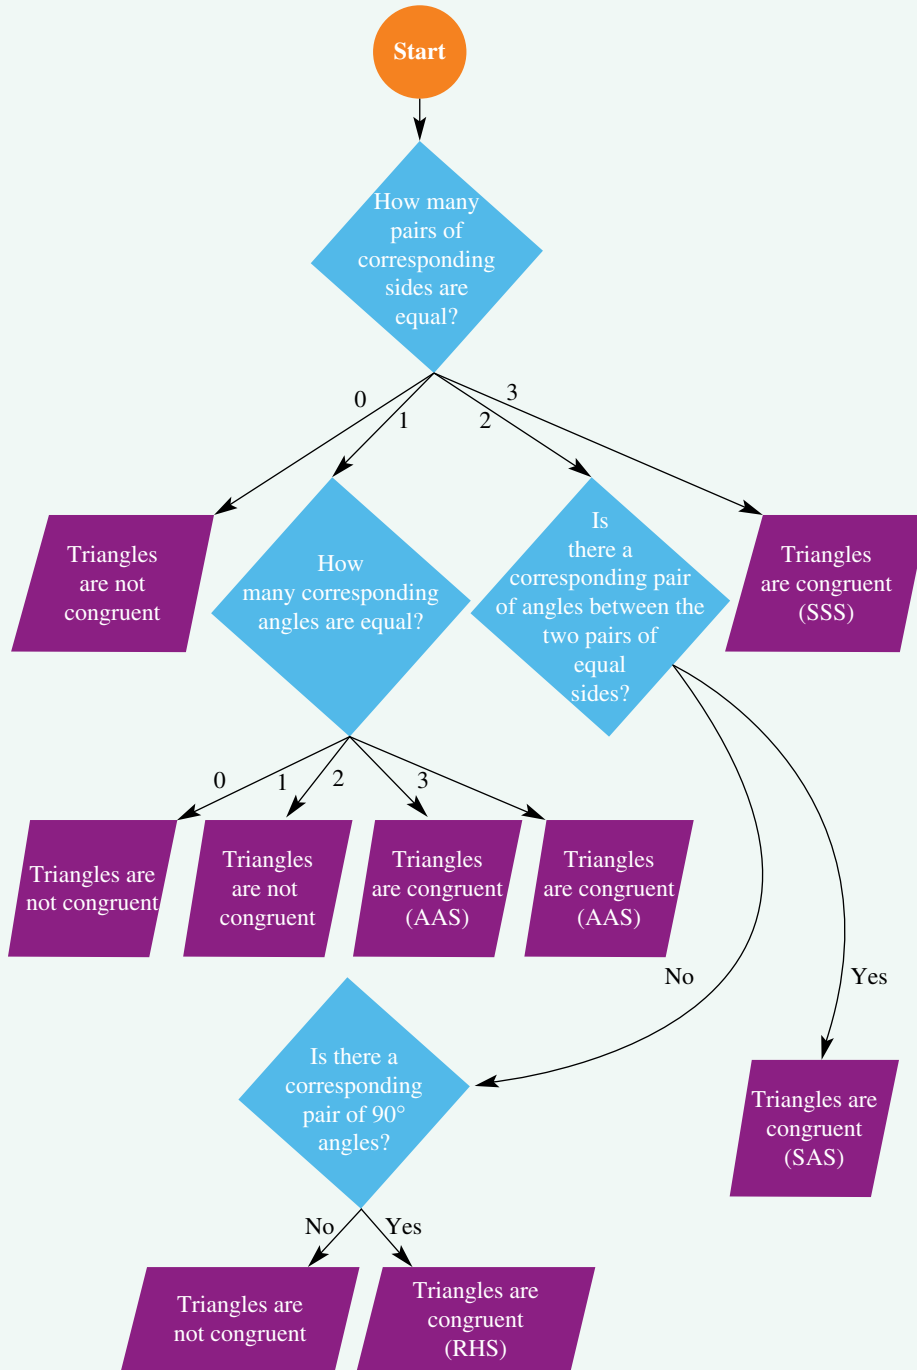 Start
How many
pairs of
corresponding
sides are
equal?
0
1
2
3
Triangles
are not
congruent
How
many corresponding
angles are equal?
Is
there a
corresponding pair
of angles between the
two pairs of
equal
sides?
Triangles
are congruent
(SSS)
0
1
2
3
Triangles are
not congruent
Triangles
are not
congruent
Triangles
are congruent
(AAS)
Triangles
are congruent
(AAS)
No
Yes
Is there a
corresponding
pair of 90°
angles?
Triangles are
congruent
(SAS)
No
Yes
Triangles are
not congruent
Triangles are
congruent
(RHS)